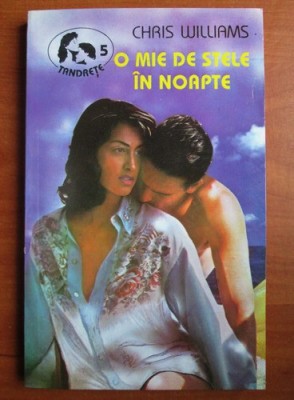 CHRIS WILLIAMS
5
TANDREȚE
O MIE DE STELE
ÎN NOAPTE